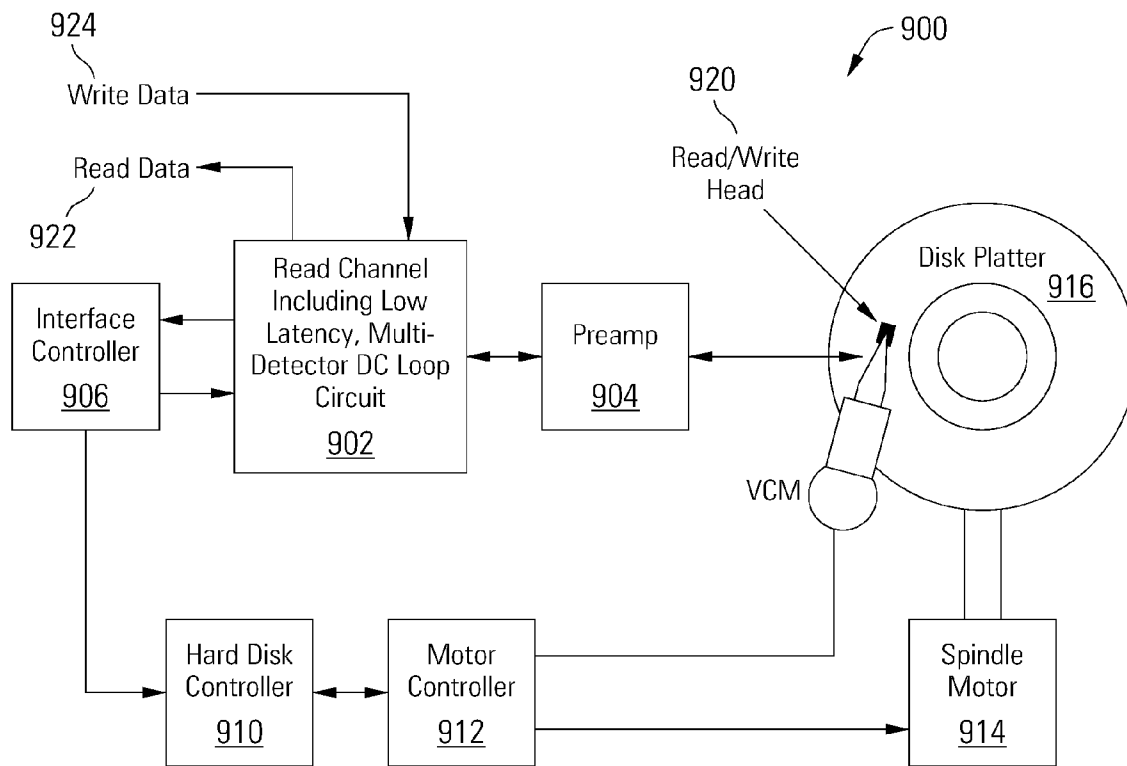 924
Write Data
Read Data
922
900
920
Read/Write
Head
Disk Platter
916
Interface
Controller
906
Read Channel
Including Low
Latency, Multi-
Detector DC Loop
Circuit
902
Preamp
904
VCM
Hard Disk
Controller
910
Motor
Controller
912
Spindle
Motor
914